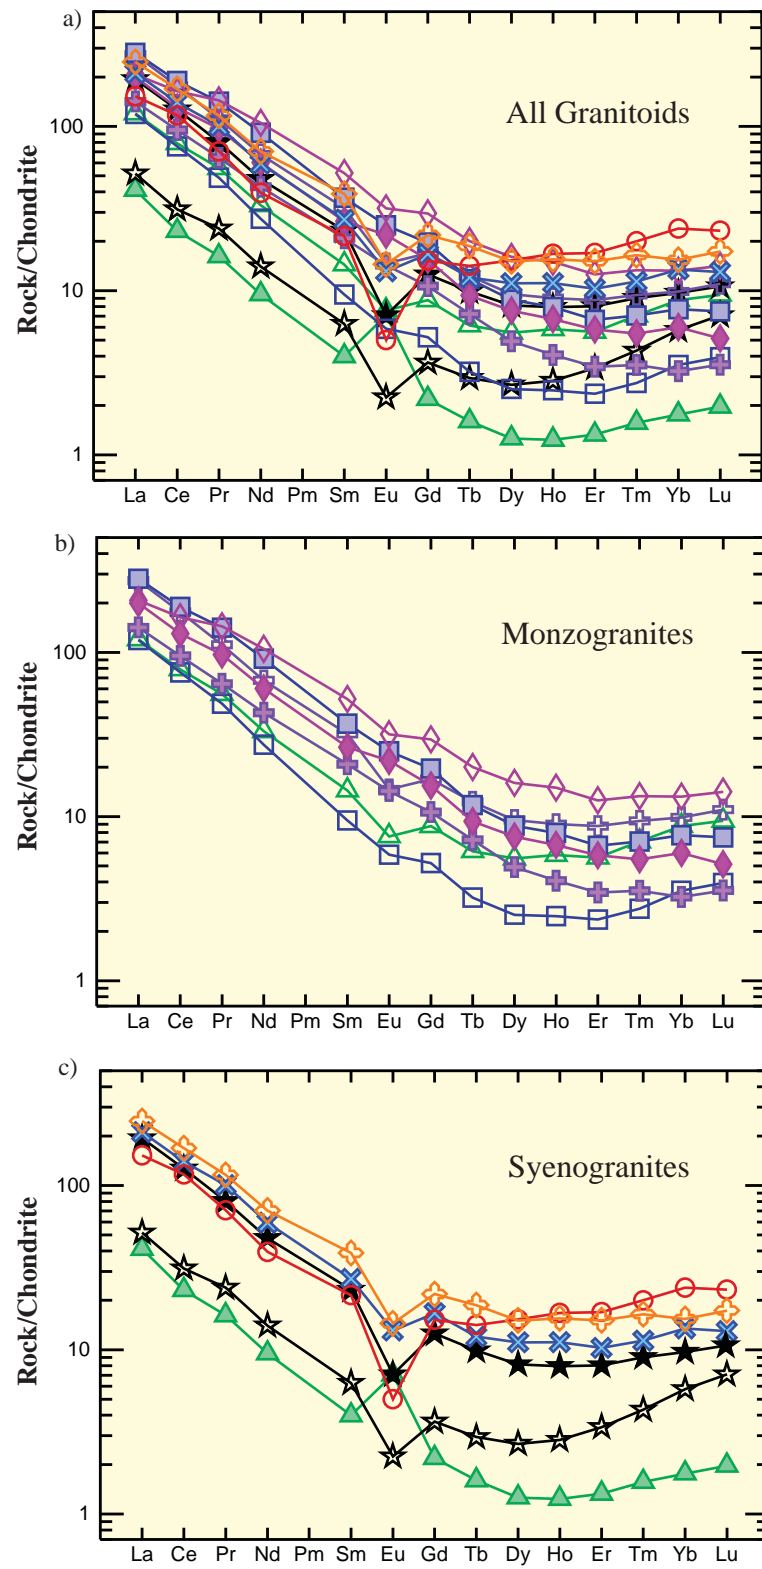 a)
All Granitoids
Rock/Chondrite
100
10
1
La Ce Pr Nd Pm Sm Eu Gd Tb Dy Ho Er Tm Yb Lu
b)
Monzogranites
Rock/Chondrite
100
10
1
La Ce Pr Nd Pm Sm Eu Gd Tb Dy Ho Er Tm Yb Lu
c)
Syenogranites
Rock/Chondrite
100
10
1
La Ce Pr Nd Pm Sm Eu Gd Tb Dy Ho Er Tm Yb Lu